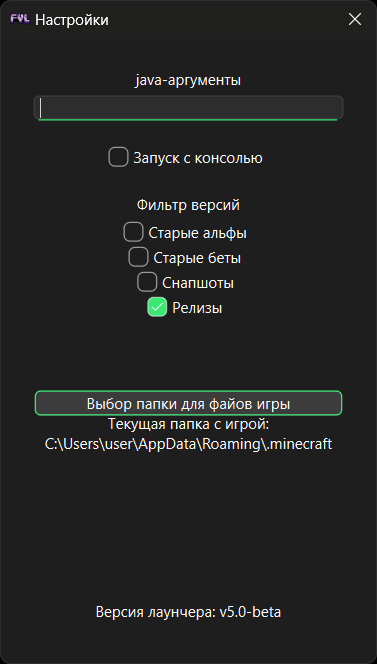 FVL Настройки
java-аргументы
Запуск с консолью
Фильтр версий
Старые альфы
Старые беты
Снапшоты
Релизы
Выбор папки для файов игры
Текущая папка с игрой:
C:\Users\user\AppData\Roaming\.minecraft
Версия лаунчера: v5.0-beta